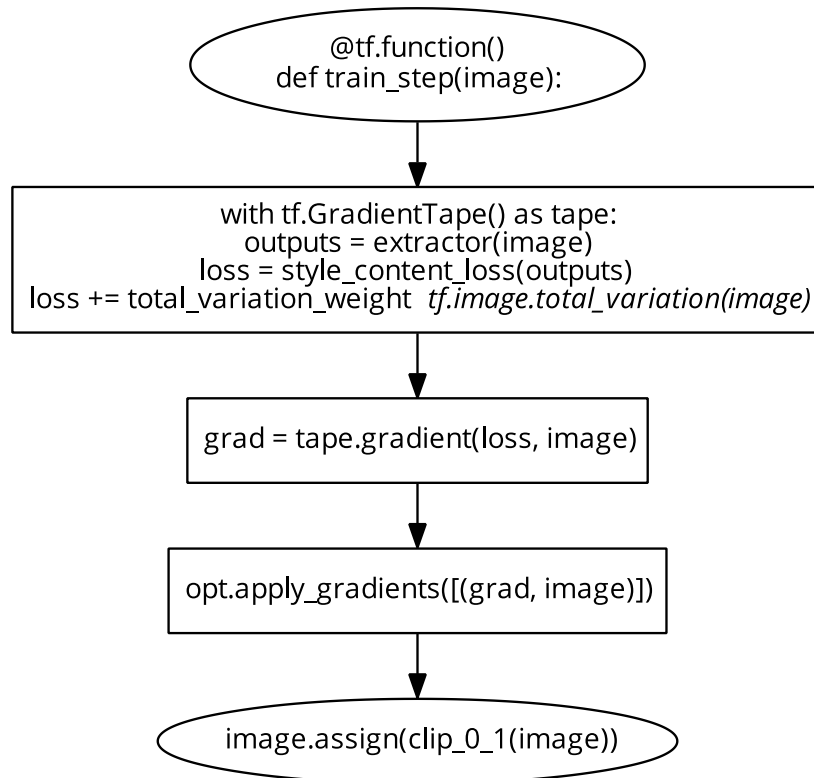 @tf.function()
def train_step(image):
with tf.GradientTape() as tape:
outputs = extractor(image)
loss = style_content_loss(outputs)
loss += total_variation_weight tf.image.total_variation(image)
grad = tape.gradient(loss, image)
opt.apply_gradients([(grad, image)])
image.assign(clip_0_1(image))